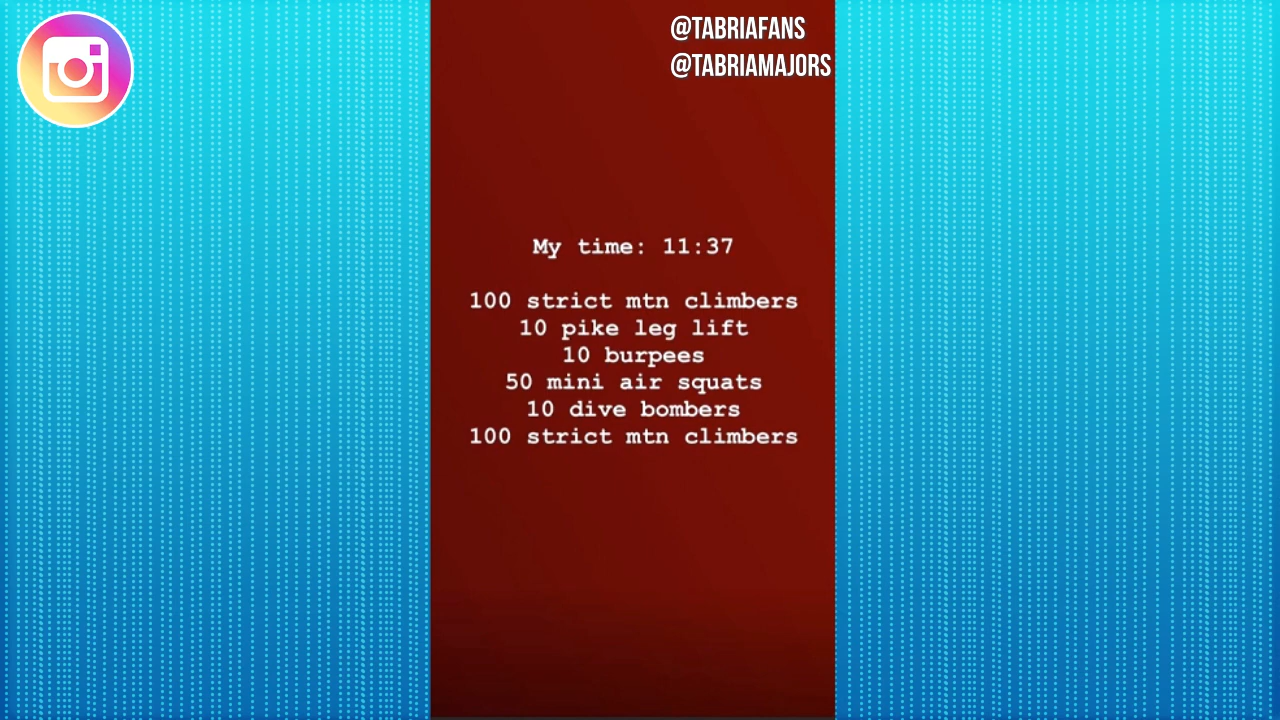 @TABRIAFANS
@TABRIAMAJORS
My time: 11:37
100 strict mtn climbers
10 pike leg lift
10 burpees
50 mini air squats
10 dive bombers
100 strict mtn climbers